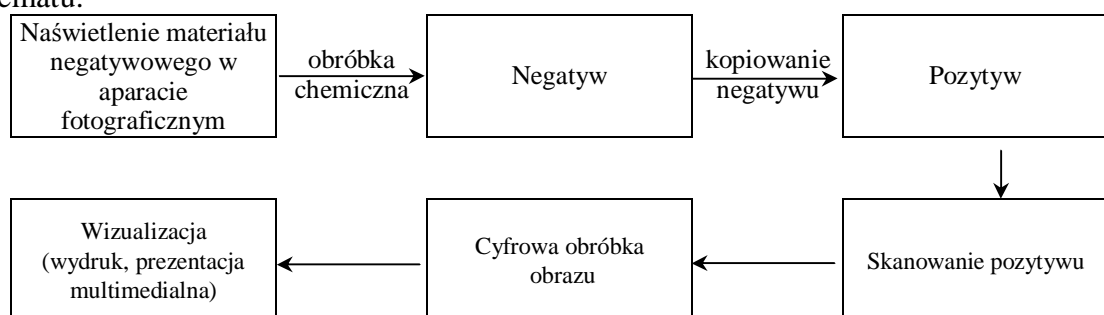 Naświetlenie materiału
negatywowego w
aparacie
fotograficznym
obróbka
chemiczna
Negatyw
kopiowanie
negatywu
Pozytyw
Wizualizacja
(wydruk, prezentacja
multimedialna)
Cyfrowa obróbka
obrazu
Skanowanie pozytywu